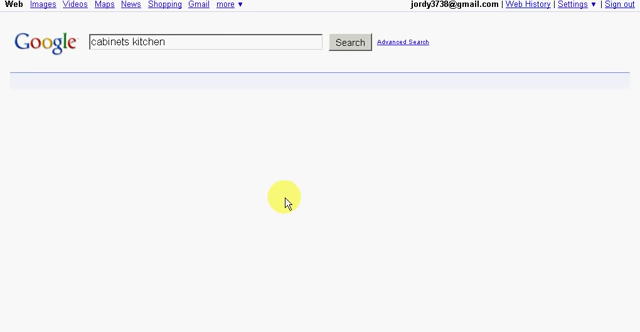 Web Images Videos Maps News Shopping Gmail more ▼ jordy3738@gmail.com | Web History | Settings ▼ | Sign out
Google cabinets kitchen Search Advanced Search